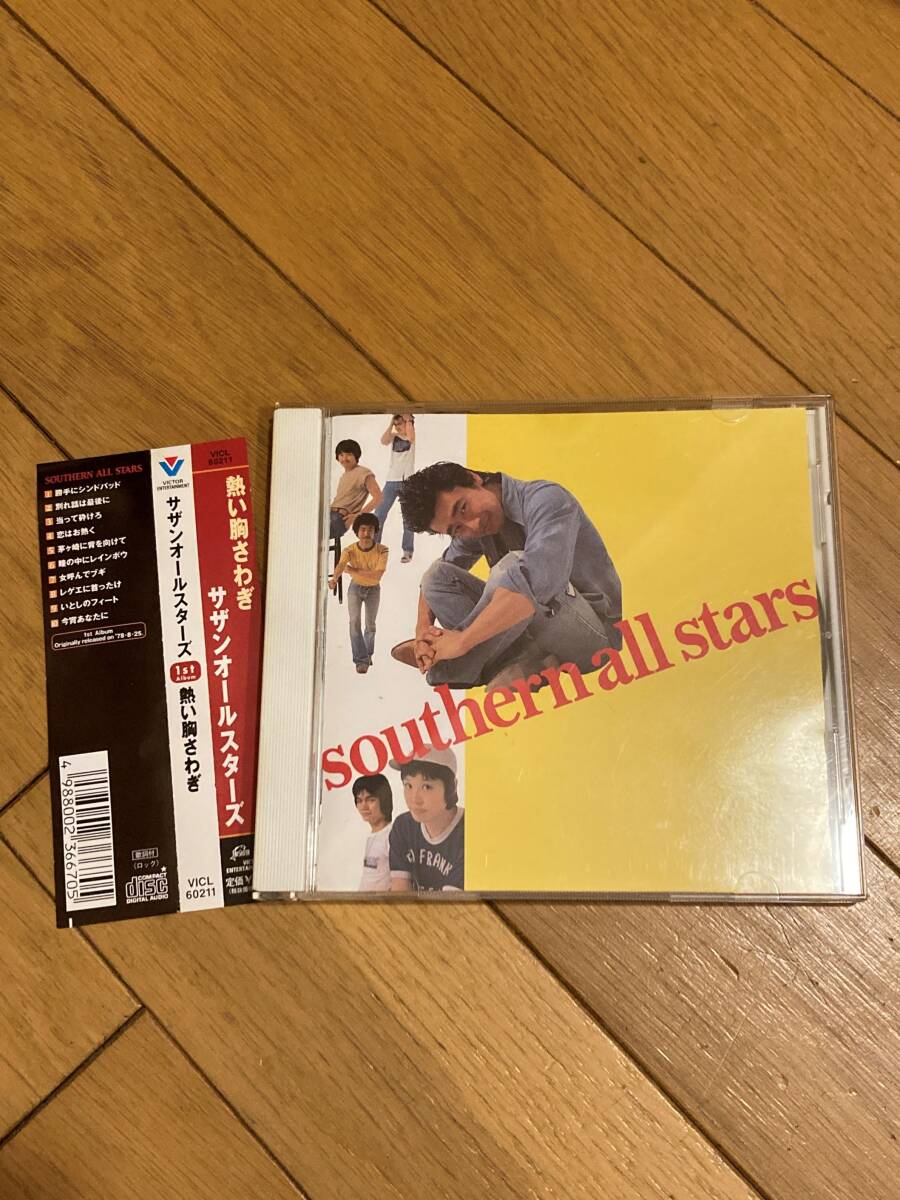 SOUTHERN ALL STARS
1 勝手にシンドバッド
2 別れ話は最後に
3 当って砕けろ
4 恋はお熱く
5 茅ヶ崎に背を向けて
6 瞳の中にレインボウ
7 女呼んでブギ
8 レゲエに首ったけ
9 いとしのフィート
10 今宵あなたに
1st Album
Originally released on '78・8・25.
4 988002 366705
歌詞付
(ロック)
COMPACT
disc
DIGITAL AUDIO
VICTOR
ENTERTAINMENT
サザンオールスターズ
1st
Album
熱い胸さわぎ
VICL
60211
VICL
60211
熱い胸さわぎ
サザンオールスターズ
定価
southern all stars
FRANK